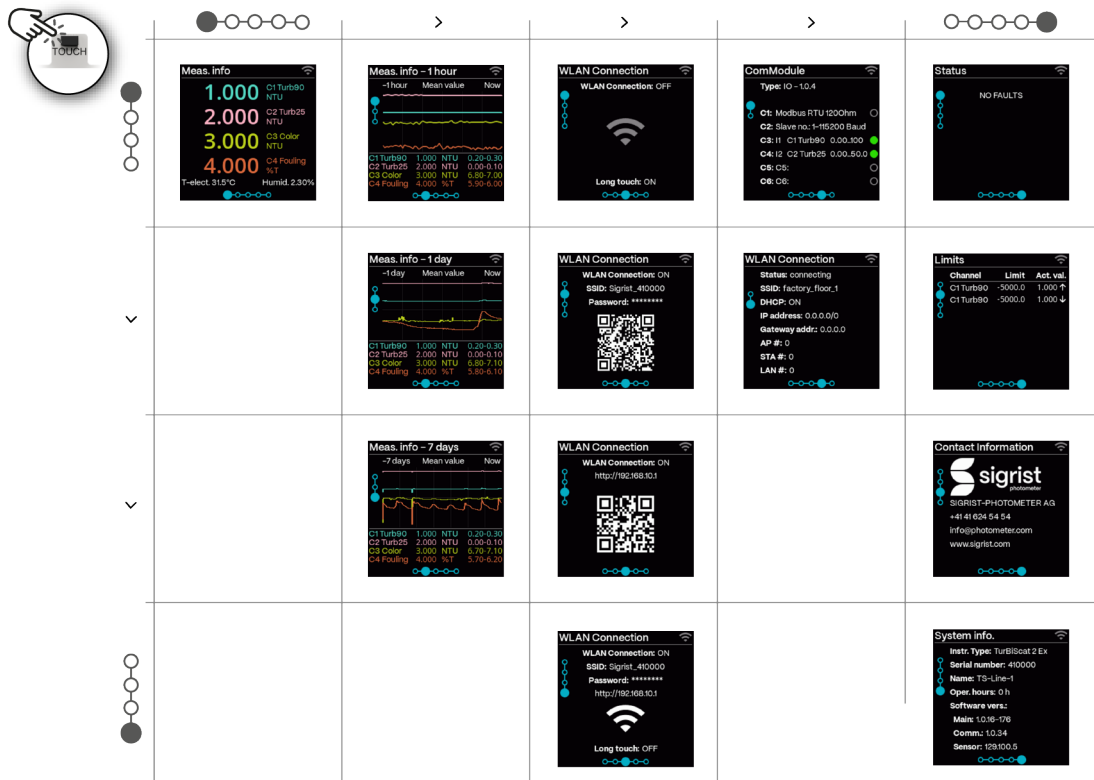 TOUCH
>
>
>
Meas. info
1.000 C1 Turb90 NTU
2.000 C2 Turb25 NTU
3.000 C3 Color NTU
4.000 C4 Fouling %T
T-elect. 31.5°C Humid. 2.30%
Meas. info - 1 hour
-1 hour Mean value Now
C1 Turb90 1.000 NTU 0.20-0.30
C2 Turb25 2.000 NTU 0.00-0.10
C3 Color 3.000 NTU 6.80-7.00
C4 Fouling 4.000 %T 5.90-6.00
WLAN Connection
WLAN Connection: OFF
Long touch: ON
ComModule
Type: IO - 1.0.4
C1: Modbus RTU 120Ohm
C2: Slave no.: 1-115200 Baud
C3: I1 C1 Turb90 0.00..100
C4: I2 C2 Turb25 0.00..50.0
C5: C5:
C6: C6:
Status
NO FAULTS
Meas. info - 1 day
-1 day Mean value Now
C1 Turb90 1.000 NTU 0.20-0.30
C2 Turb25 2.000 NTU 0.00-0.10
C3 Color 3.000 NTU 6.80-7.10
C4 Fouling 4.000 %T 5.80-6.10
WLAN Connection
WLAN Connection: ON
SSID: Sigrist_410000
Password: ********
WLAN Connection
Status: connecting
SSID: factory_floor_1
DHCP: ON
IP address: 0.0.0.0/0
Gateway addr.: 0.0.0.0
AP #: 0
STA #: 0
LAN #: 0
Limits
Channel Limit Act. val.
C1 Turb90 -5000.0 1.000 ↑
C1 Turb90 -5000.0 1.000 ↓
Meas. info - 7 days
-7 days Mean value Now
C1 Turb90 1.000 NTU 0.20-0.30
C2 Turb25 2.000 NTU 0.00-0.10
C3 Color 3.000 NTU 6.70-7.10
C4 Fouling 4.000 %T 5.70-6.20
WLAN Connection
WLAN Connection: ON
http://192.168.10.1
Contact Information
sigrist
photometer
SIGRIST-PHOTOMETER AG
+41 41 624 54 54
info@photometer.com
www.sigrist.com
WLAN Connection
WLAN Connection: ON
SSID: Sigrist_410000
Password: ********
http://192.168.10.1
Long touch: OFF
System info.
Instr. Type: TurBiScat 2 Ex
Serial number: 410000
Name: TS-Line-1
Oper. hours: 0 h
Software vers.:
Main: 1.0.16-176
Comm.: 1.0.34
Sensor: 129.100.5